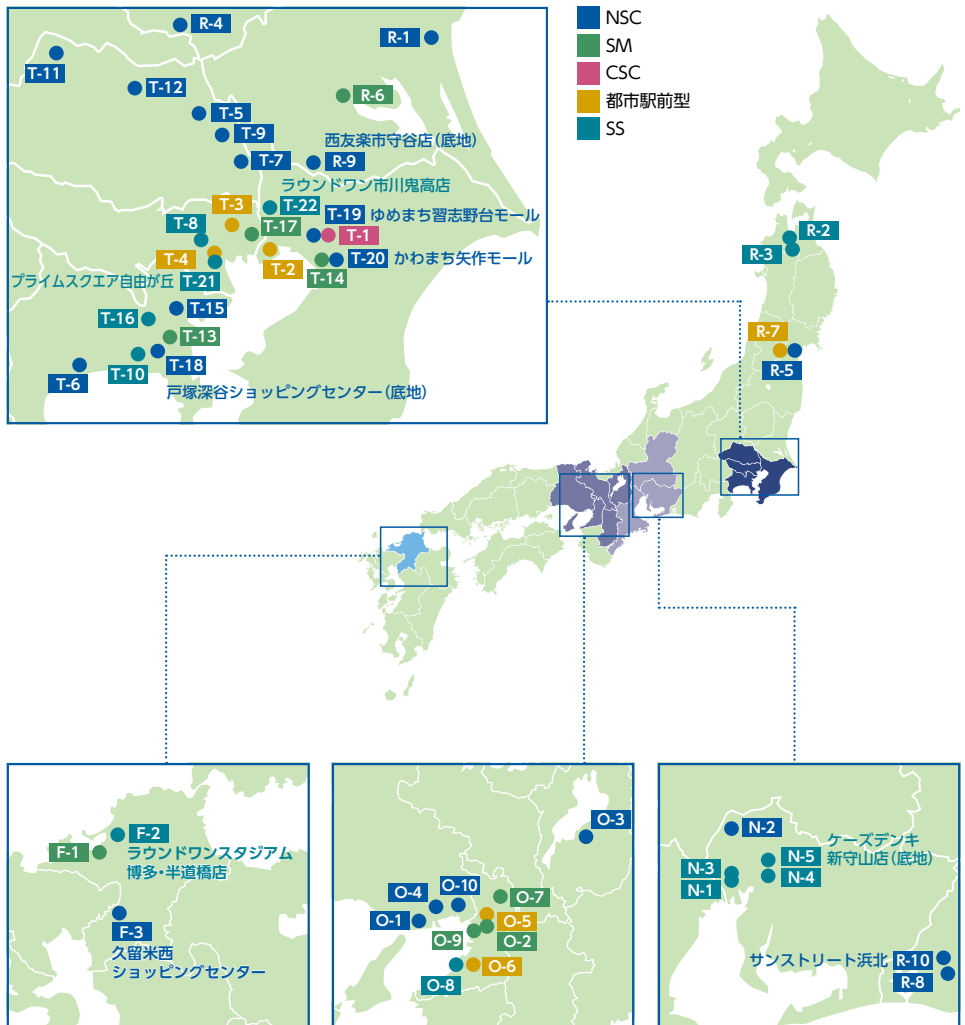 NSC
SM
CSC
都市駅前型
SS
R-4
R-1
T-11
T-12
R-6
T-5
T-9
西友楽市守谷店(底地)
T-7
R-9
ラウンドワン市川鬼高店
T-3
T-22
T-8
T-17
T-19 ゆめまち習志野台モール
T-1
T-4
T-2
T-20 かわまち矢作モール
プライムスクエア自由が丘 T-21
T-14
T-15
T-16
T-13
T-6
T-10
T-18
戸塚深谷ショッピングセンター(底地)
R-2
R-3
R-7
R-5
F-2
F-1
ラウンドワンスタジアム
博多・半道橋店
F-3
久留米西
ショッピングセンター
O-3
O-4
O-10
O-7
O-1
O-5
O-9
O-2
O-6
O-8
N-2
ケーズデンキ
新守山店(底地)
N-5
N-3
N-4
N-1
サンストリート浜北 R-10
R-8